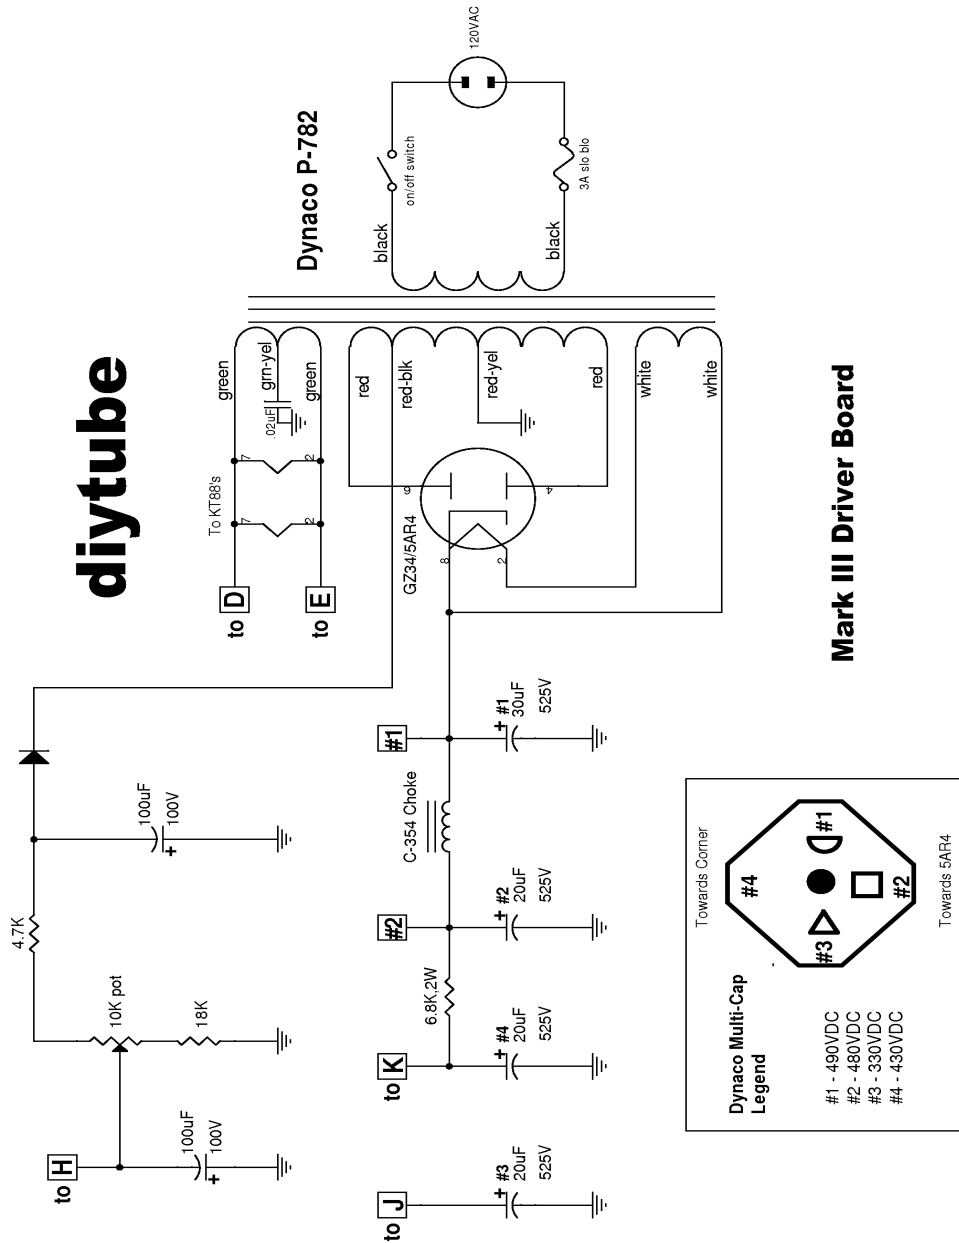 diytube
Dynaco P-782
Mark III Driver Board
to H
100uF
100V
10K pot
18K
4.7K
100uF
100V
to D
to E
To KT88's
7
2
7
2
green
grn-yel
green
.02uF
red
red-blk
red-yel
red
white
white
black
black
on/off switch
3A slo blo
120VAC
GZ34/5AR4
6
4
8
2
to J
#3
20uF
525V
to K
#4
20uF
525V
6.8K,2W
#2
#2
20uF
525V
C-354 Choke
#1
#1
30uF
525V
Dynaco Multi-Cap
Legend
#1 - 490VDC
#2 - 480VDC
#3 - 330VDC
#4 - 430VDC
Towards Corner
#4
#3
#1
#2
Towards 5AR4